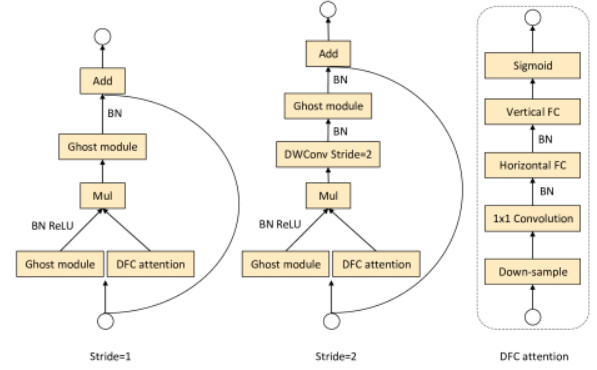 Add
BN
Ghost module
Mul
BN ReLU
Ghost module
DFC attention
Stride=1
Add
BN
Ghost module
BN
DWConv Stride=2
Mul
BN ReLU
Ghost module
DFC attention
Stride=2
Sigmoid
Vertical FC
BN
Horizontal FC
BN
1x1 Convolution
Down-sample
DFC attention